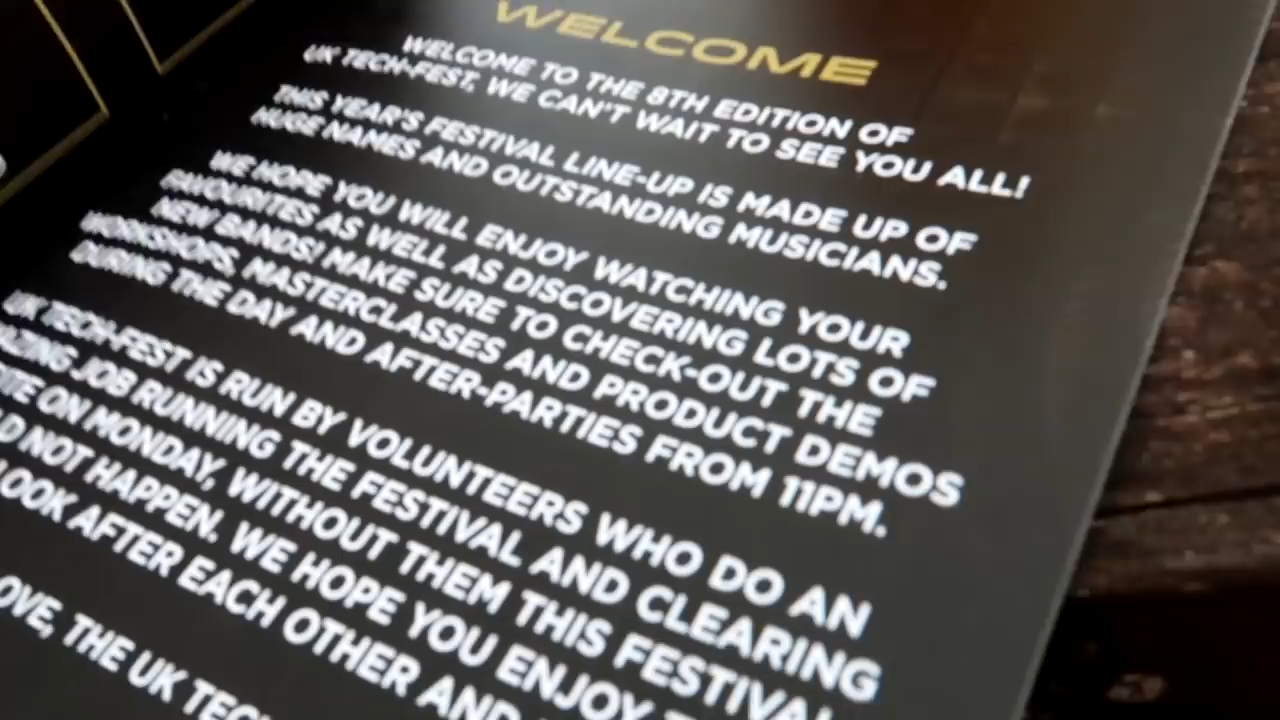 WELCOME
WELCOME TO THE 8TH EDITION OF
UK TECH-FEST, WE CAN'T WAIT TO SEE YOU ALL!
THIS YEAR'S FESTIVAL LINE-UP IS MADE UP OF
HUGE NAMES AND OUTSTANDING MUSICIANS.
WE HOPE YOU WILL ENJOY WATCHING YOUR
FAVOURITES AS WELL AS DISCOVERING LOTS OF
NEW BANDS! MAKE SURE TO CHECK-OUT THE
WORKSHOPS, MASTERCLASSES AND PRODUCT DEMOS
DURING THE DAY AND AFTER-PARTIES FROM 11PM.
UK TECH-FEST IS RUN BY VOLUNTEERS WHO DO AN
AZING JOB RUNNING THE FESTIVAL AND CLEARING
ITE ON MONDAY, WITHOUT THEM THIS FESTIVAL
LD NOT HAPPEN. WE HOPE YOU ENJOY
LOOK AFTER EACH OTHER AND
OVE, THE UK TEC